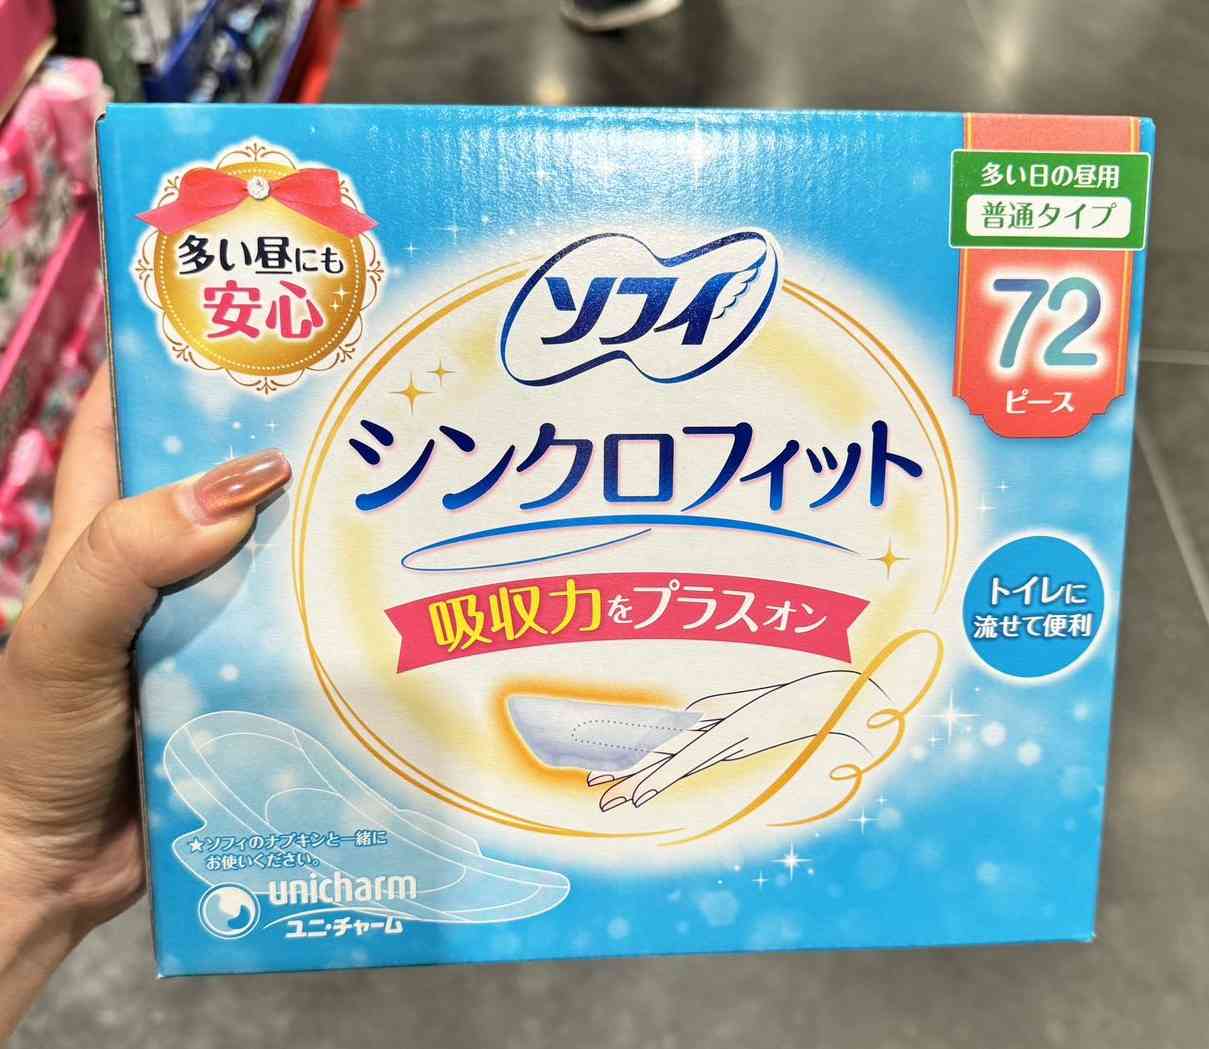 多い昼にも
安心
ソフィ
多い日の昼用
普通タイプ
72
ピース
シンクロフィット
吸収力をプラスオン
トイレに
流せて便利
★ソフィのナプキンと一緒に
お使いください。
unicharm
ユニ・チャーム